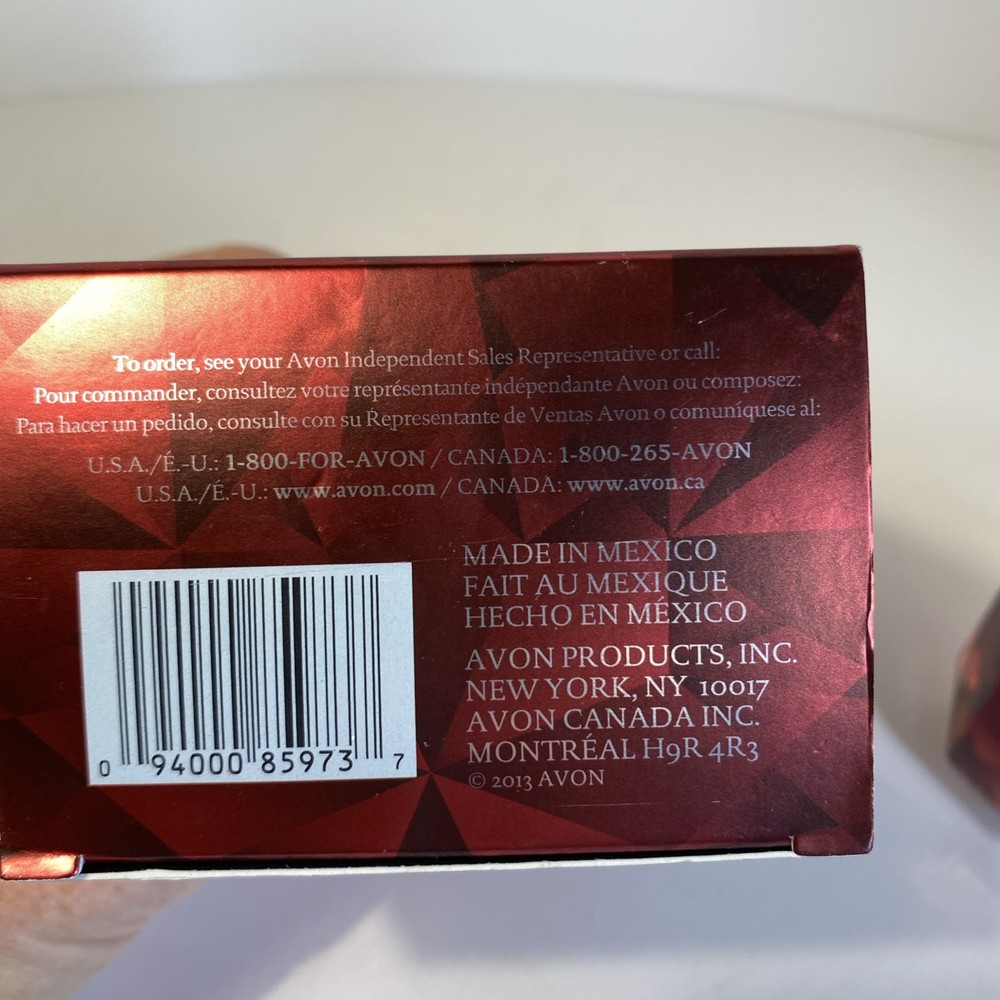 To order, see your Avon Independent Sales Representative or call:
Pour commander, consultez votre représentante indépendante Avon ou composez:
Para hacer un pedido, consulte con su Representante de Ventas Avon o comuníquese al:
U.S.A./É.-U.: 1-800-FOR-AVON / CANADA: 1-800-265-AVON
U.S.A./É.-U.: www.avon.com / CANADA: www.avon.ca
MADE IN MEXICO
FAIT AU MEXIQUE
HECHO EN MÉXICO
AVON PRODUCTS, INC.
NEW YORK, NY 10017
AVON CANADA INC.
MONTRÉAL H9R 4R3
© 2013 AVON
0 94000 85973 7